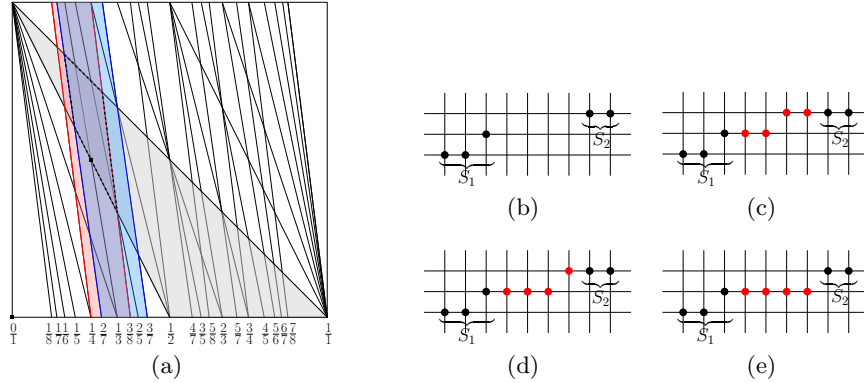 S₁ S₂
(b)
S₁ S₂
(c)
S₁ S₂
(d)
S₁ S₂
(e)
0/1 1/8 1/7 1/6 1/5 1/4 2/7 1/3 3/8 2/5 3/7 1/2 4/7 3/5 5/8 2/3 5/7 3/4 4/5 5/6 6/7 7/8 1/1
(a)